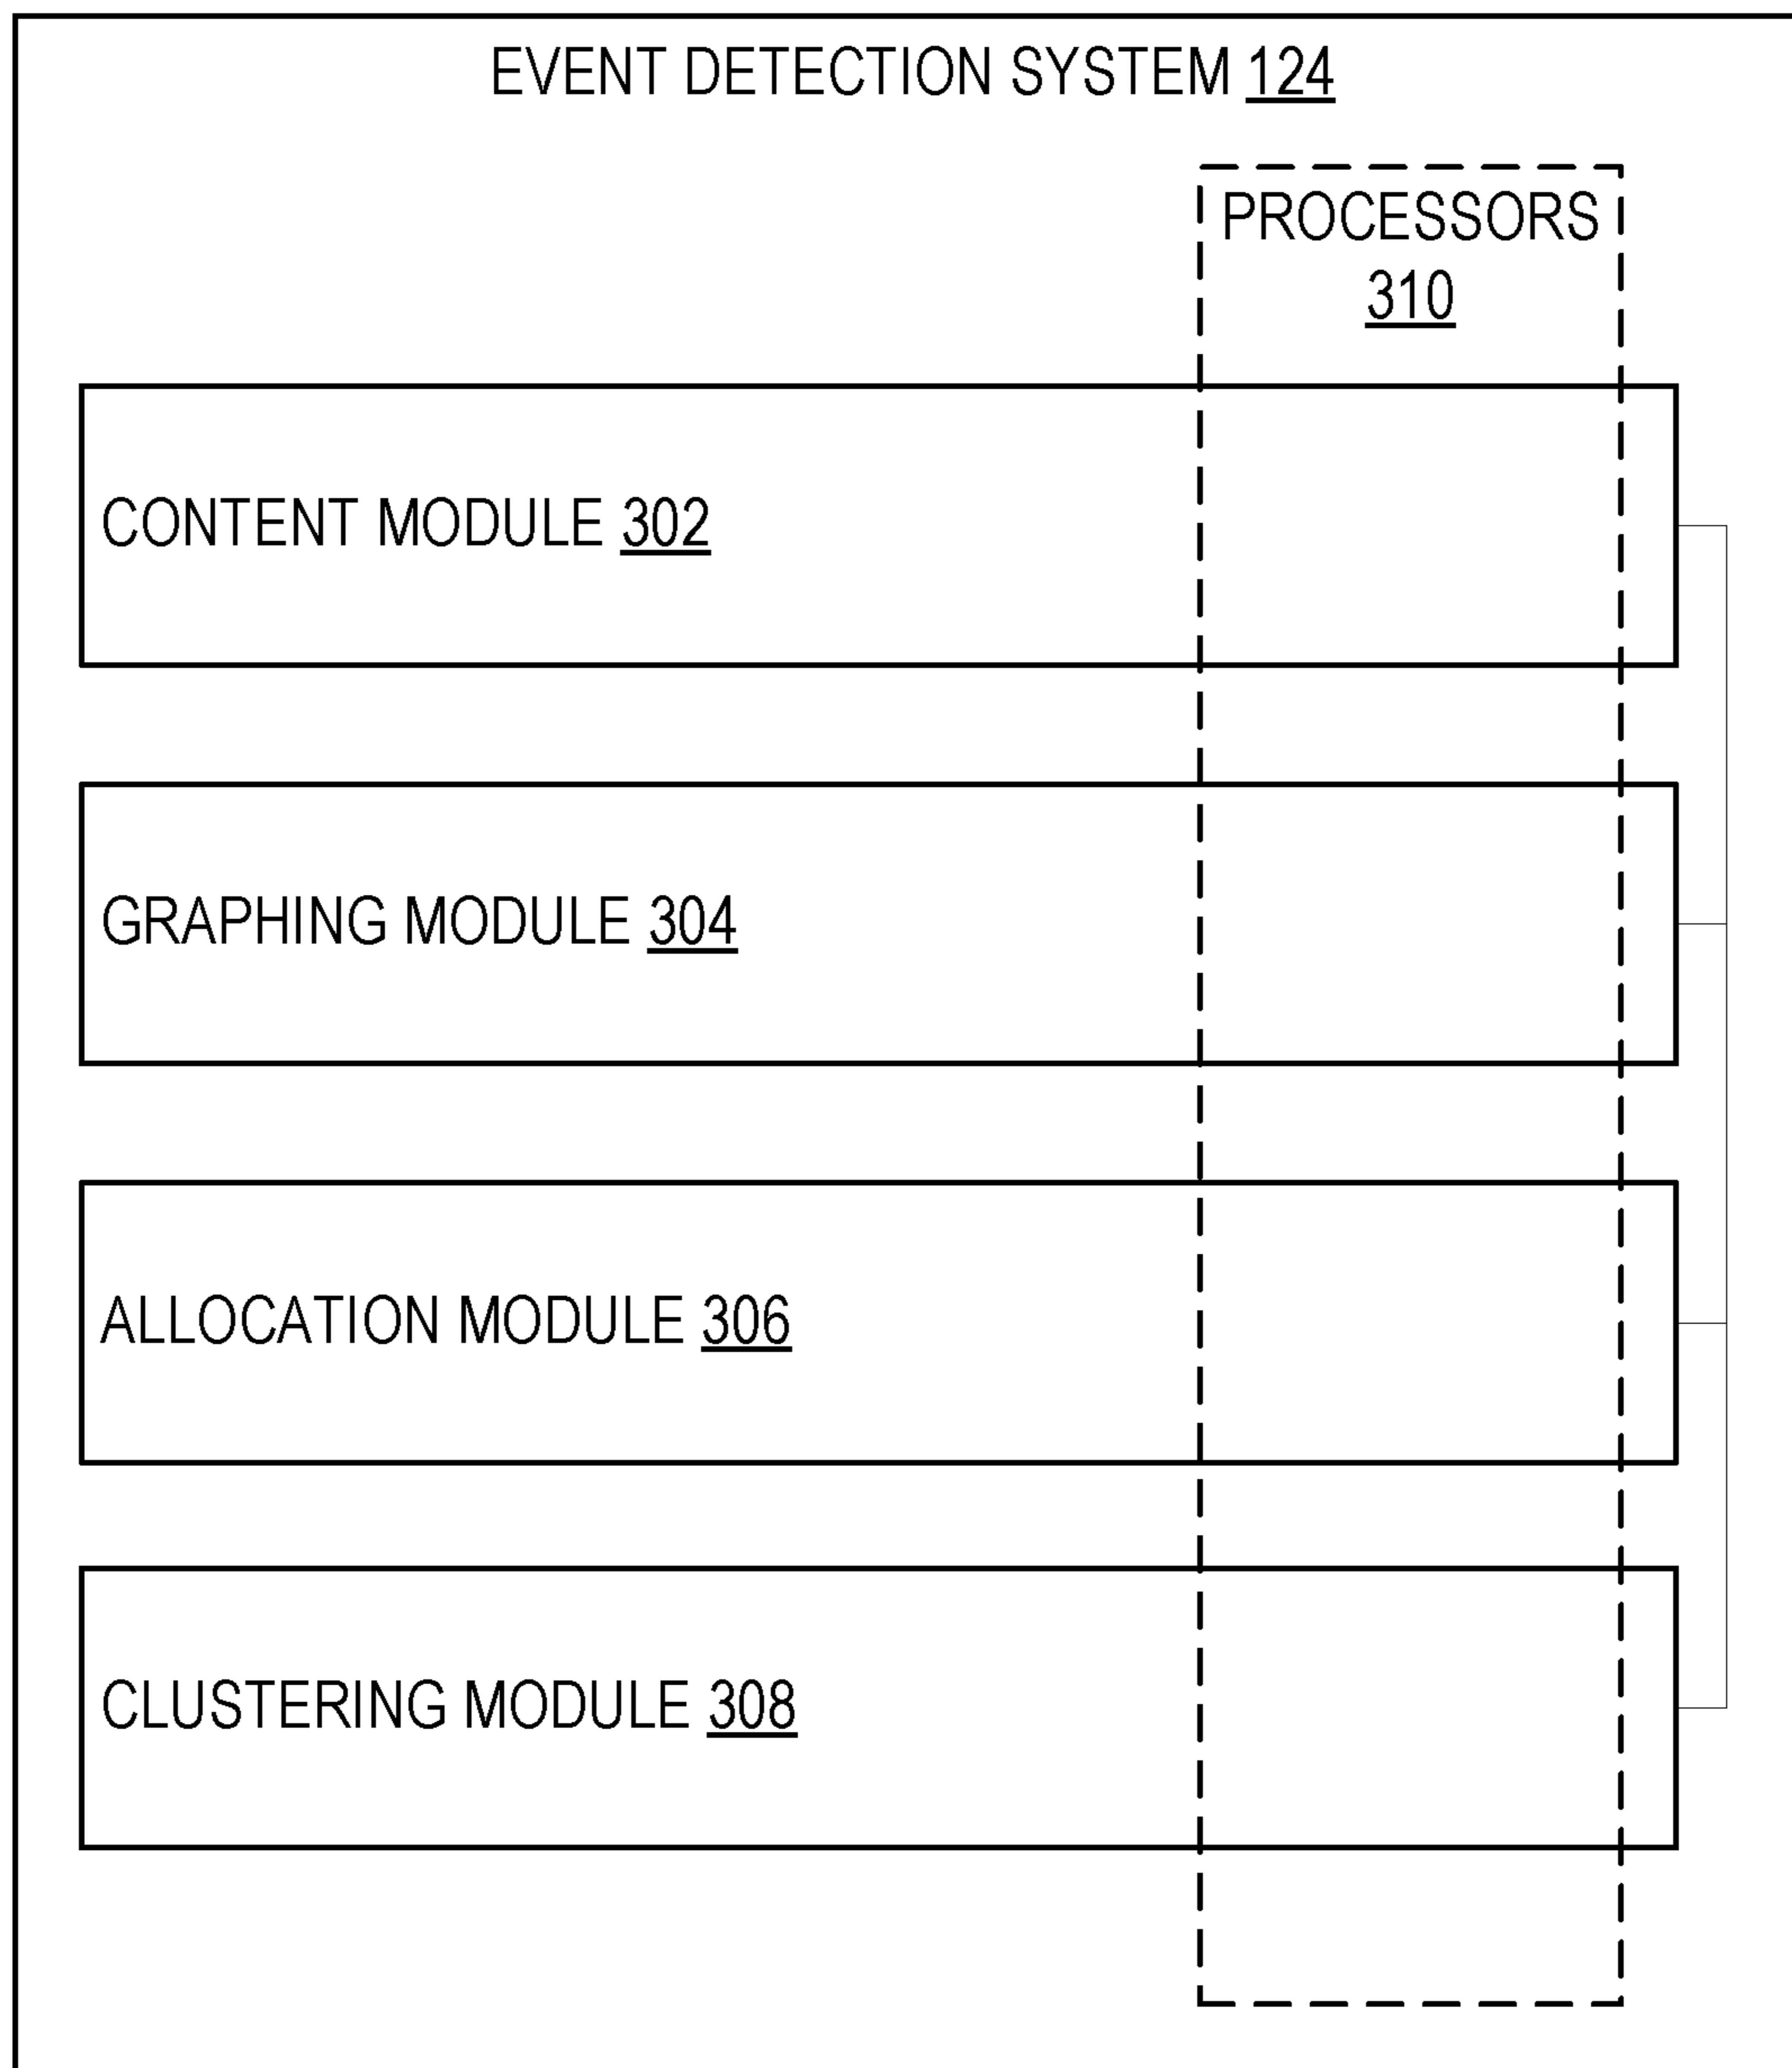 EVENT DETECTION SYSTEM 124
PROCESSORS
310
CONTENT MODULE 302
GRAPHING MODULE 304
ALLOCATION MODULE 306
CLUSTERING MODULE 308